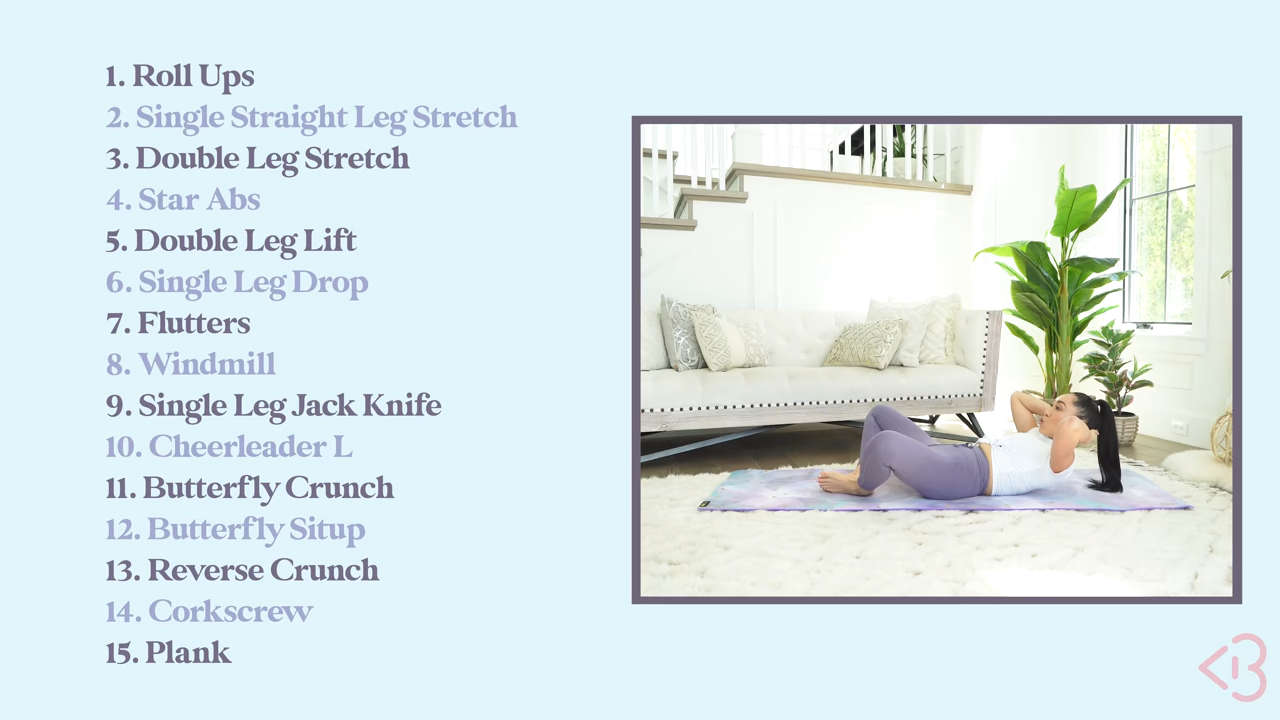 1. Roll Ups
2. Single Straight Leg Stretch
3. Double Leg Stretch
4. Star Abs
5. Double Leg Lift
6. Single Leg Drop
7. Flutters
8. Windmill
9. Single Leg Jack Knife
10. Cheerleader L
11. Butterfly Crunch
12. Butterfly Situp
13. Reverse Crunch
14. Corkscrew
15. Plank